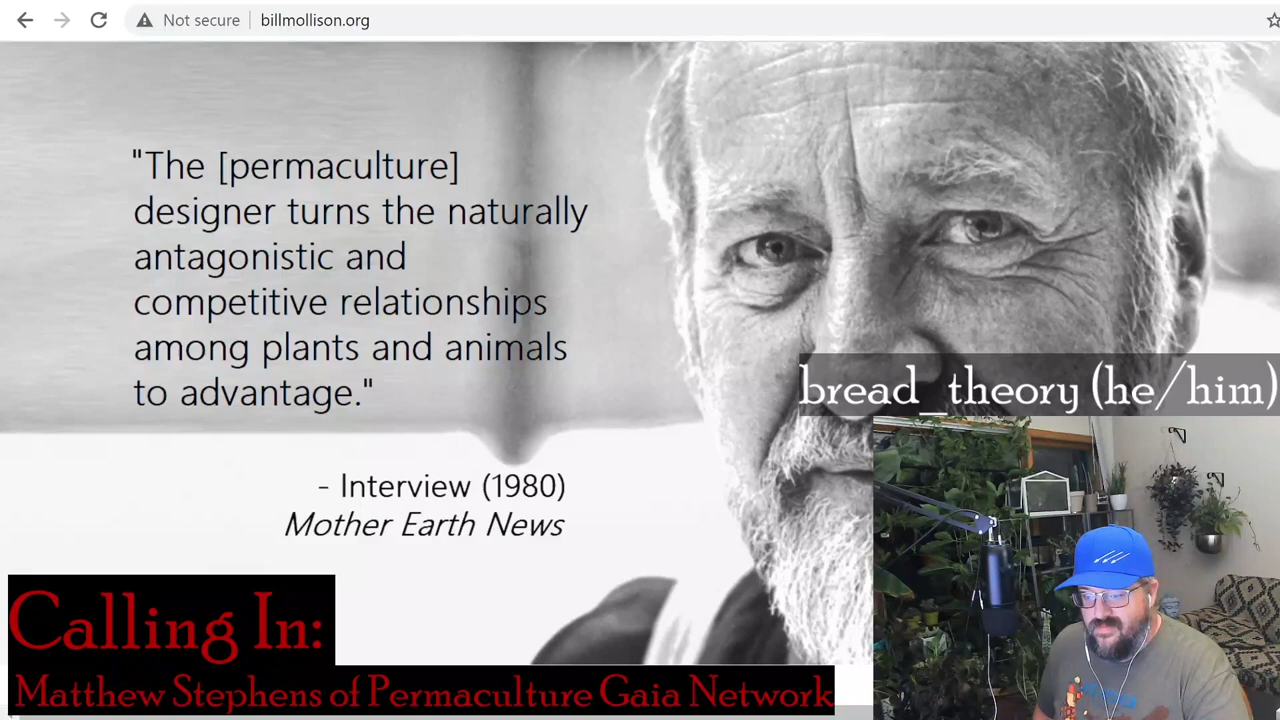 Not secure
billmollison.org
"The [permaculture]
designer turns the naturally
antagonistic and
competitive relationships
among plants and animals
to advantage."
- Interview (1980)
Mother Earth News
bread_theory (he/him)
Calling In:
Matthew Stephens of Permaculture Gaia Network